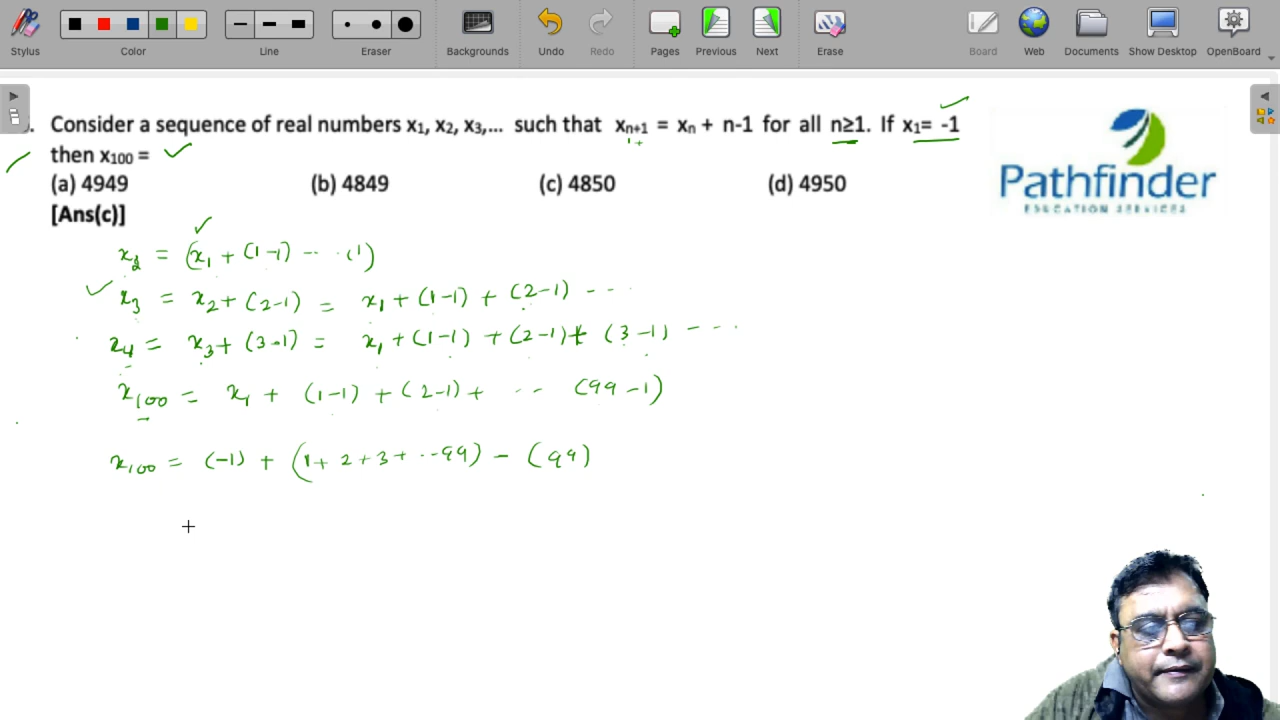 Stylus Color Line Eraser Backgrounds Undo Redo Pages Previous Next Erase Board Web Documents Show Desktop OpenBoard
. Consider a sequence of real numbers x₁, x₂, x₃,... such that xₙ₊₁ = xₙ + n-1 for all n≥1. If x₁= -1
then x₁₀₀ =
(a) 4949 (b) 4849 (c) 4850 (d) 4950
[Ans(c)]
Pathfinder
EDUCATION SERVICES
x₂ = (x₁ + (1-1) -- . (1)
x₃ = x₂ + (2-1) = x₁ + (1-1) + (2-1) - - .
x₄ = x₃ + (3-1) = x₁ + (1-1) + (2-1) + (3-1) - - .
x₁₀₀ = x₁ + (1-1) + (2-1) + .. -- (99-1)
x₁₀₀ = (-1) + (1+2+3+ ..99) - (99)